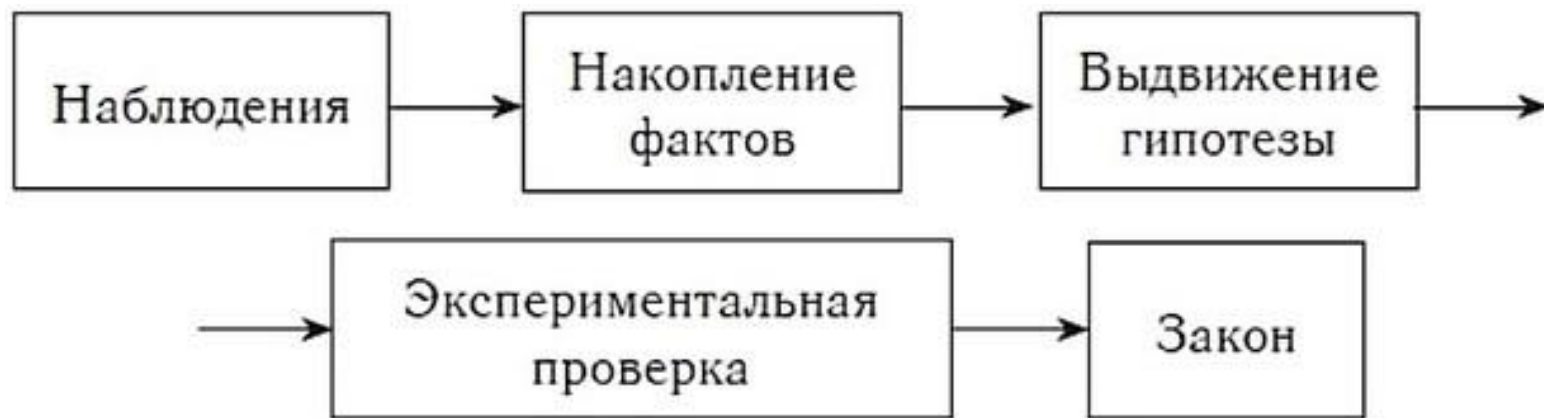 Наблюдения
Накопление
фактов
Выдвижение
гипотезы
Экспериментальная
проверка
Закон